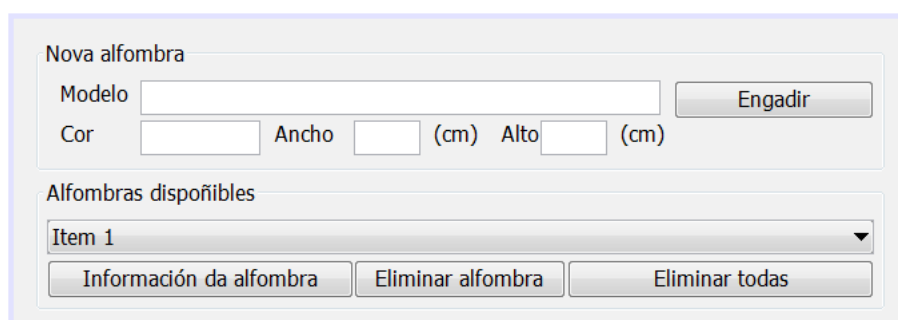 Nova alfombra
Modelo Engadir
Cor Ancho (cm) Alto (cm)
Alfombras dispoñibles
Item 1
Información da alfombra Eliminar alfombra Eliminar todas